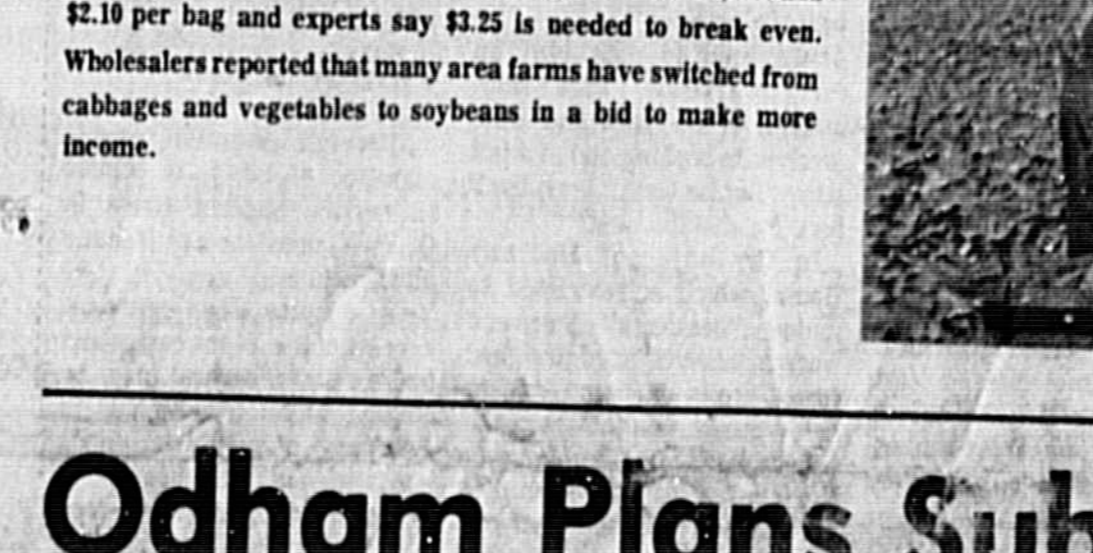 $2.10 per bag and experts say $3.25 is needed to break even.
Wholesalers reported that many area farms have switched from
cabbages and vegetables to soybeans in a bid to make more
income.
Odham Plans